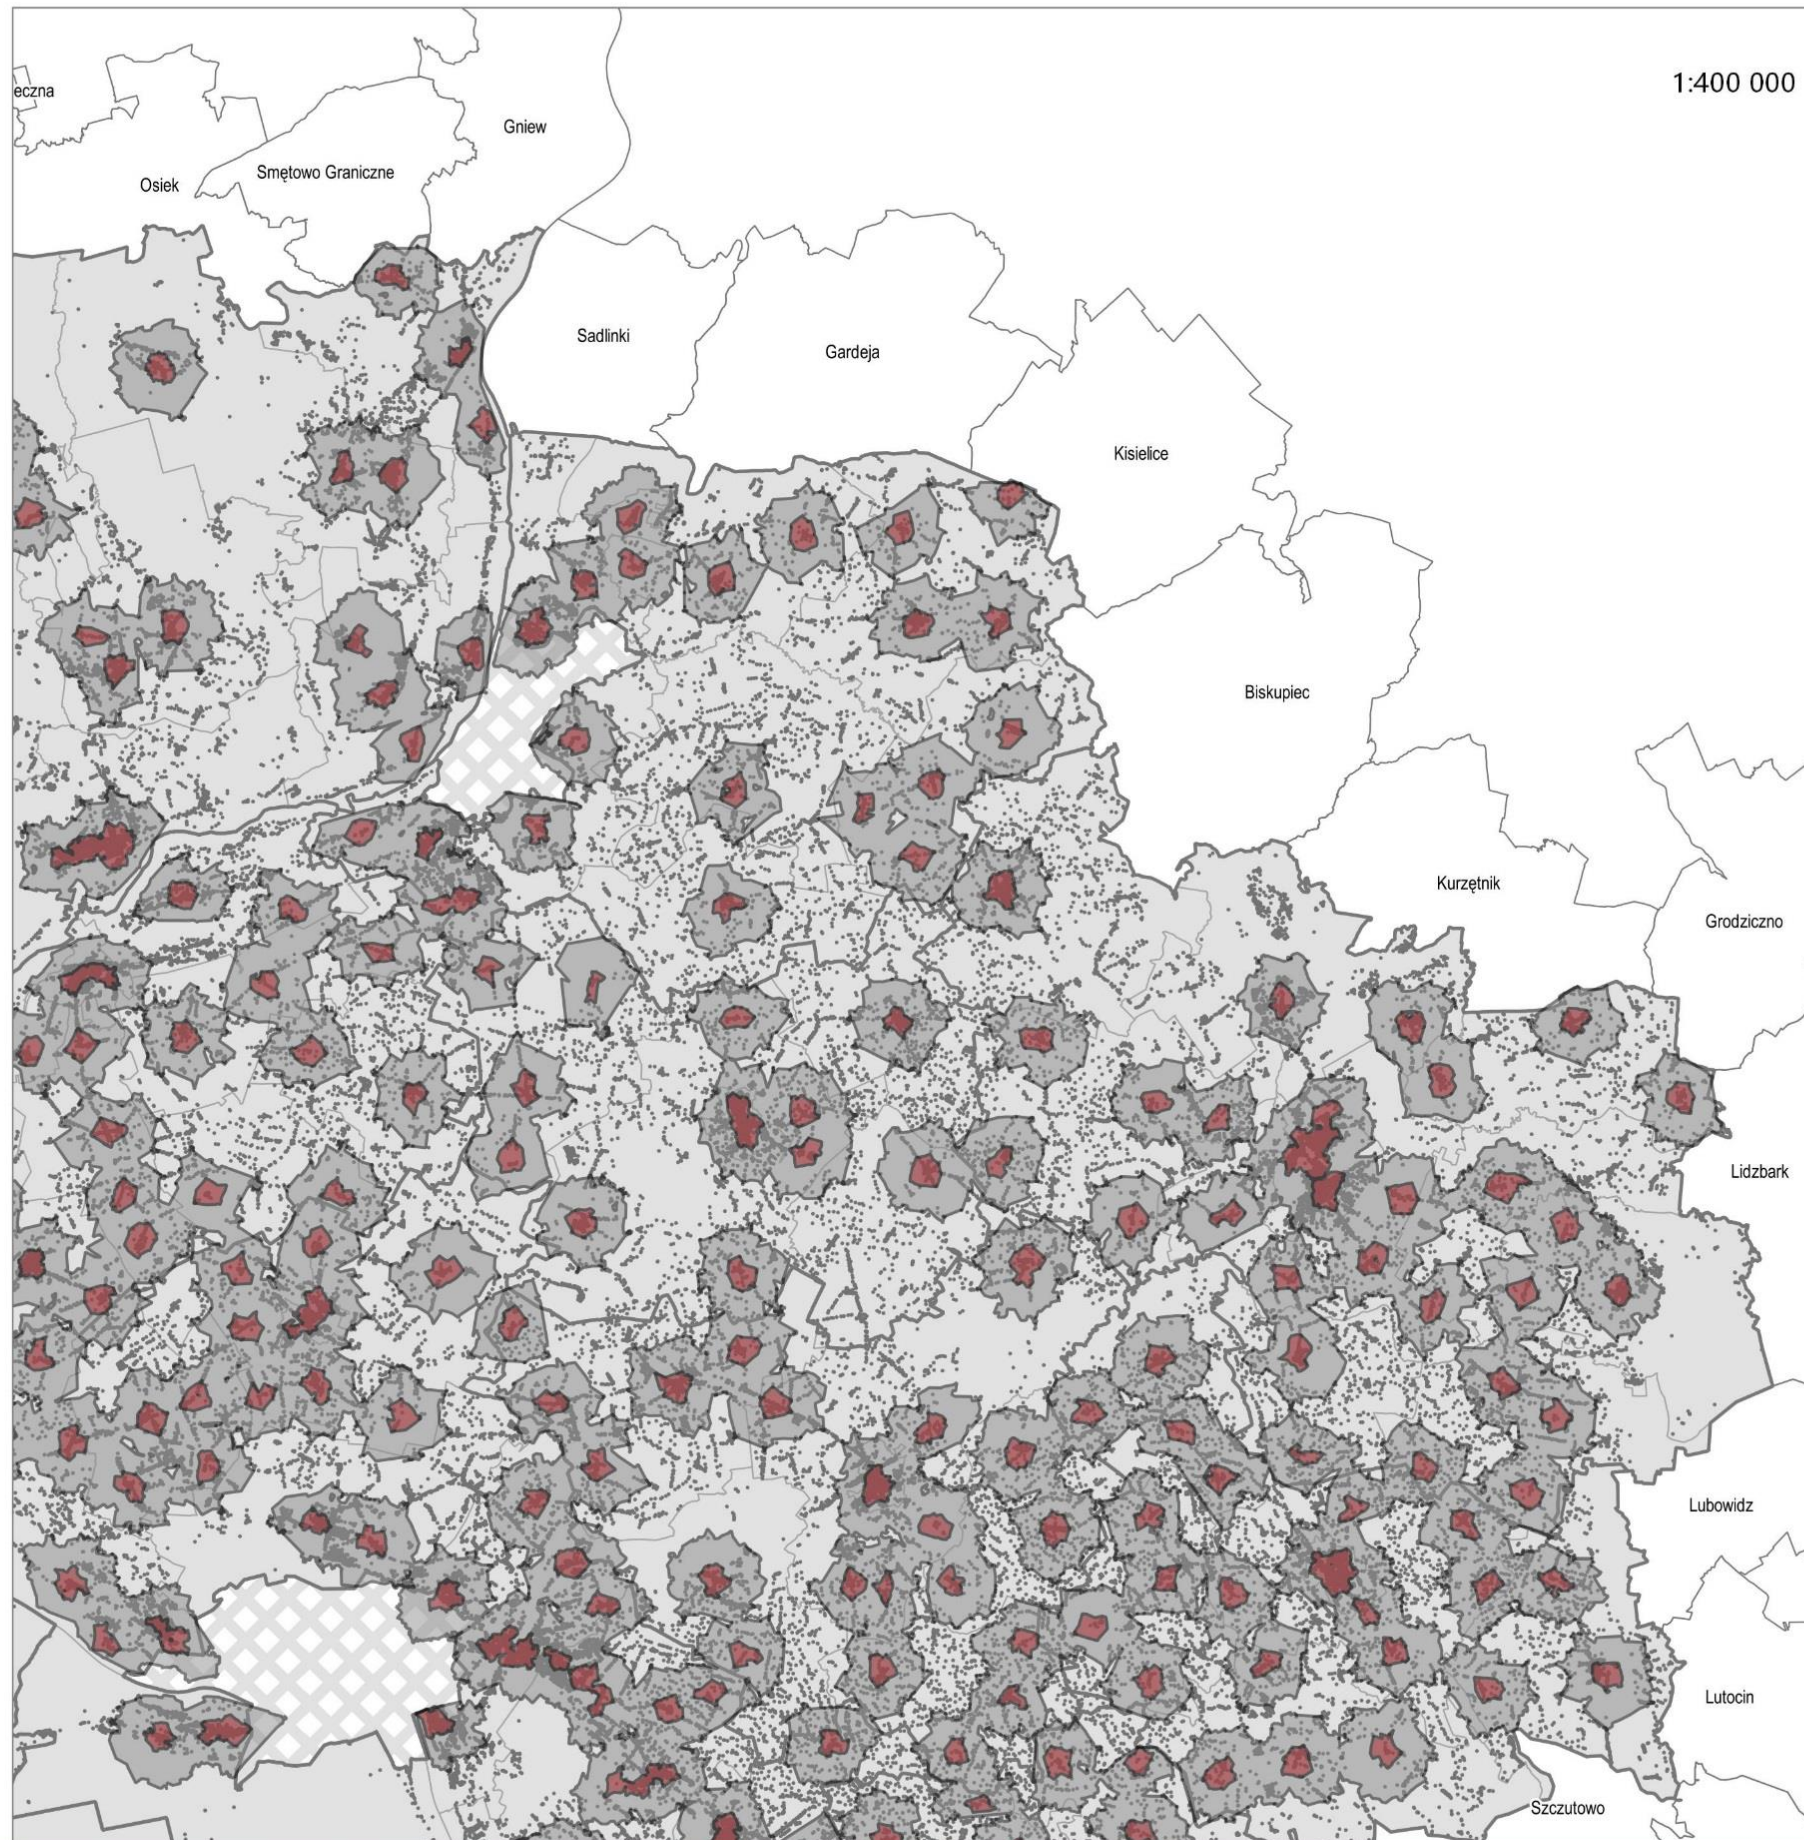 1:400 000
eczna
Gniew
Smętowo Graniczne
Osiek
Sadlinki
Gardeja
Kisielice
Biskupiec
Kurzętnik
Grodziczno
Lidzbark
Lubowidz
Lutocin
Szczutowo